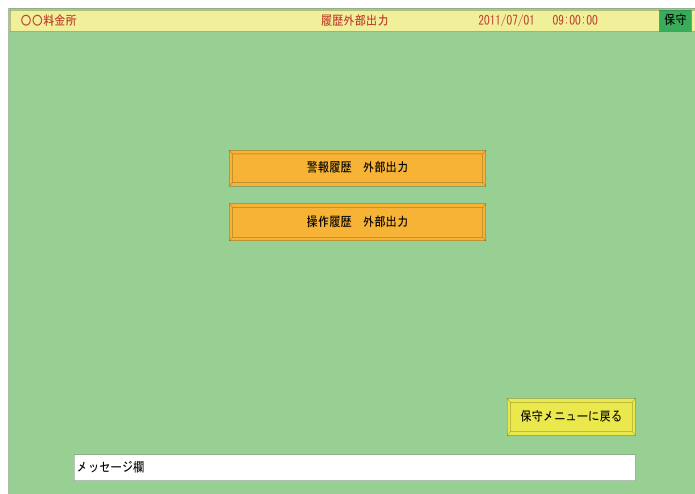 〇〇料金所 履歴外部出力 2011/07/01 09:00:00 保守
警報履歴 外部出力
操作履歴 外部出力
保守メニューに戻る
メッセージ欄